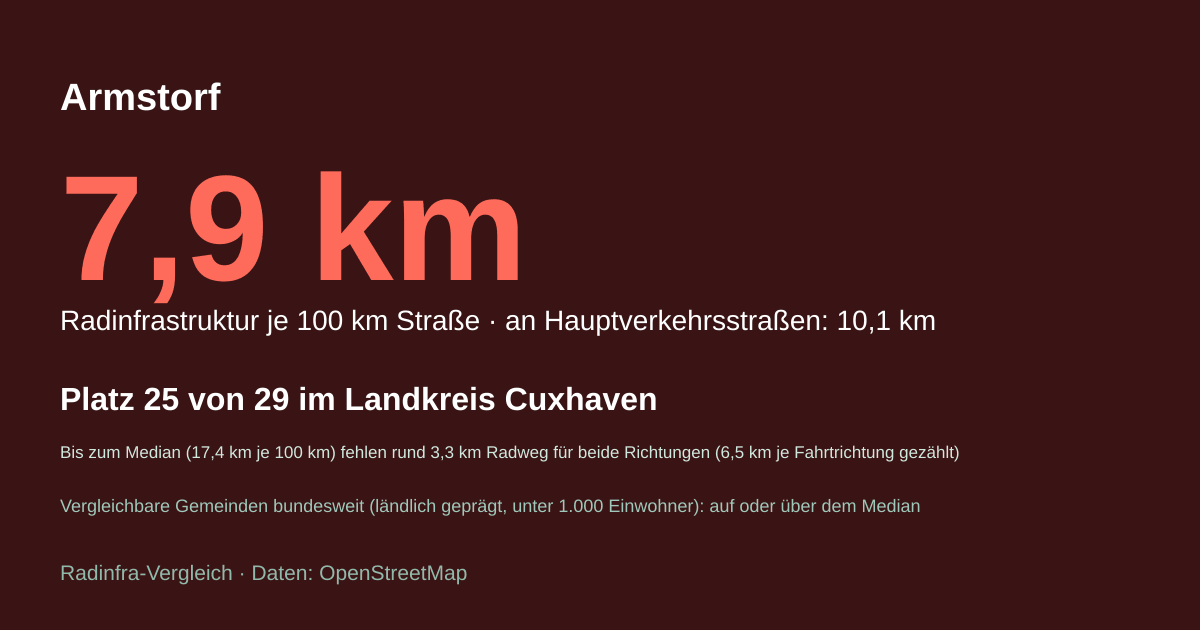 Armstorf
7,9 km
Radinfrastruktur je 100 km Straße · an Hauptverkehrsstraßen: 10,1 km
Platz 25 von 29 im Landkreis Cuxhaven
Bis zum Median (17,4 km je 100 km) fehlen rund 3,3 km Radweg für beide Richtungen (6,5 km je Fahrtrichtung gezählt)
Vergleichbare Gemeinden bundesweit (ländlich geprägt, unter 1.000 Einwohner): auf oder über dem Median
Radinfra-Vergleich · Daten: OpenStreetMap